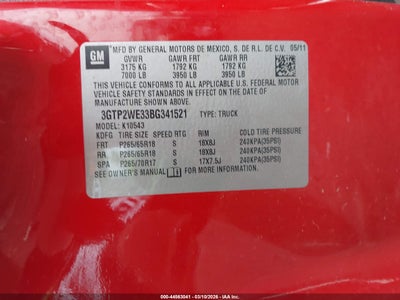 GM
MFD BY GENERAL MOTORS DE MEXICO, S. DE R.L. DE C.V. 05/11
GVWR GAWR FRT GAWR RR
3175 KG 1792 KG 1792 KG
7000 LB 3950 LB 3950 LB
THIS VEHICLE CONFORMS TO ALL APPLICABLE U.S. FEDERAL MOTOR
VEHICLE SAFETY STANDARDS IN EFFECT ON THE DATE OF
MANUFACTURE SHOWN ABOVE.
3GTP2WE33BG341521 TYPE: TRUCK
MODEL: K10543
KDFG TIRE SIZE SPEED RTG RIM COLD TIRE PRESSURE
FRT P265/65R18 S 18X8J 240KPA(35PSI)
RR P265/65R18 S 18X8J 240KPA(35PSI)
SPA P265/70R17 S 17X7.5J 240KPA(35PSI)
SEE OWNER'S MANUAL FOR ADDITIONAL INFORMATION.
ID: 000-44963041 - 03/10/2026 - IAA, LLC